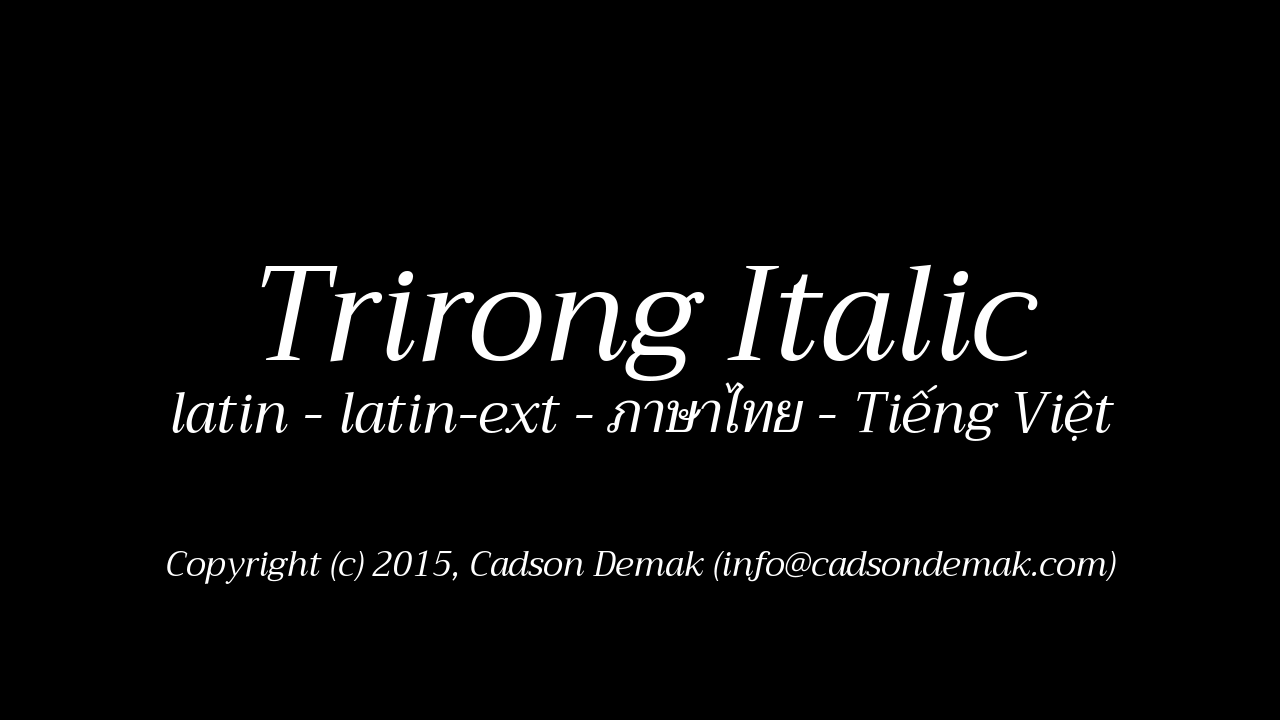 Trirong Italic
latin - latin-ext - ภาษาไทย - Tiếng Việt
Copyright (c) 2015, Cadson Demak (info@cadsondemak.com)